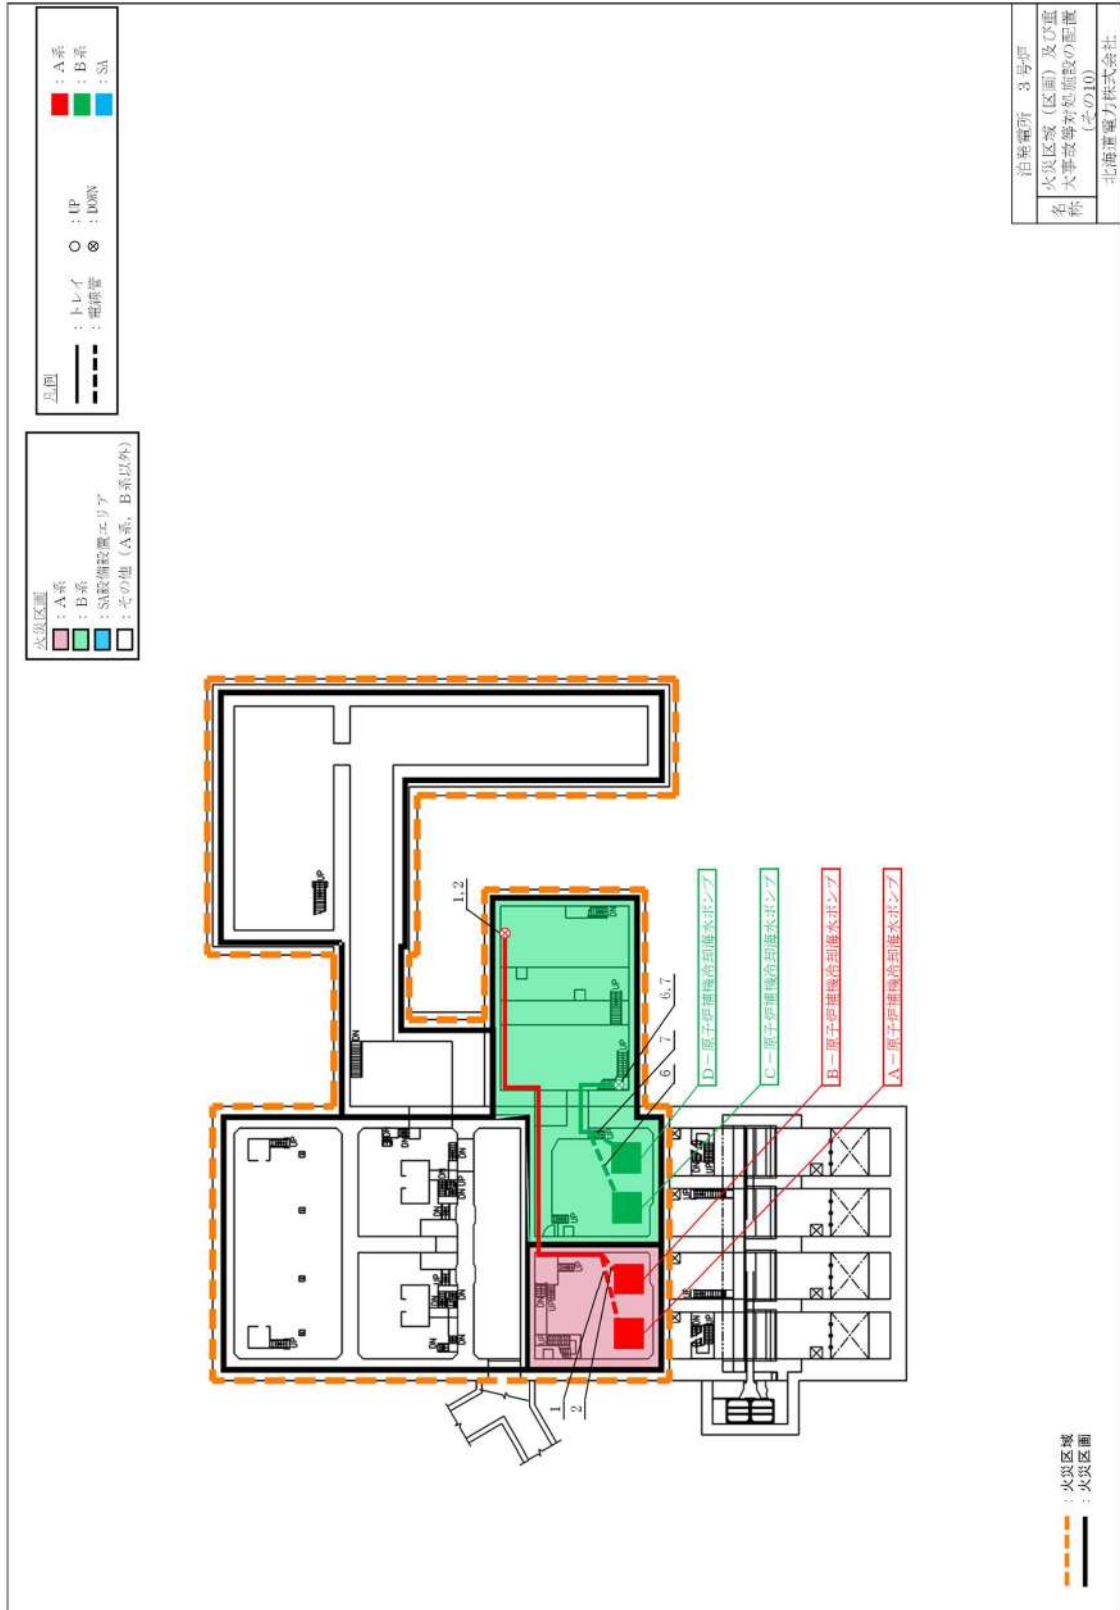 火災区画
：A系
：B系
：SA設備設置エリア
：その他（A系，B系以外）
凡例
：トレイ
：電線管
○：UP
⊗：DOWN
：A系
：B系
：SA
UP
DN
1,2
6,7
7
6
1
2
D－原子炉補機冷却海水ポンプ
C－原子炉補機冷却海水ポンプ
B－原子炉補機冷却海水ポンプ
A－原子炉補機冷却海水ポンプ
：火災区域
：火災区画
泊発電所　3号炉
名称
火災区域（区画）及び重
大事故等対処施設の配置
（その10）
北海道電力株式会社